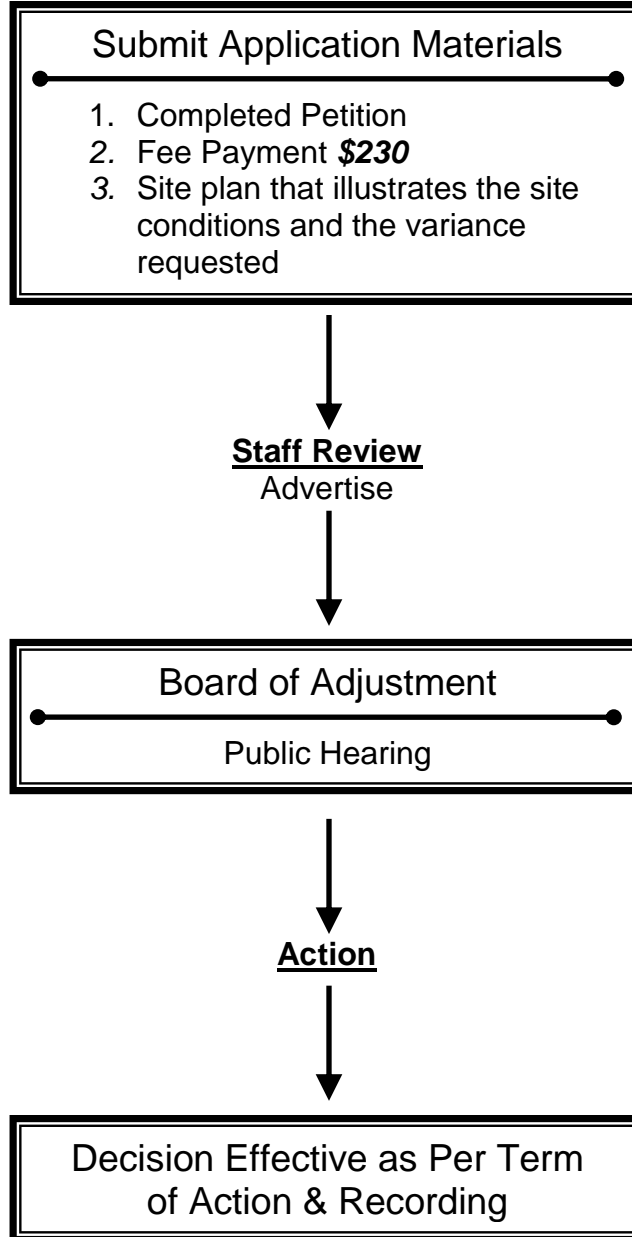 Submit Application Materials
1. Completed Petition
2. Fee Payment $230
3. Site plan that illustrates the site
conditions and the variance
requested
Staff Review
Advertise
Board of Adjustment
Public Hearing
Action
Decision Effective as Per Term
of Action & Recording